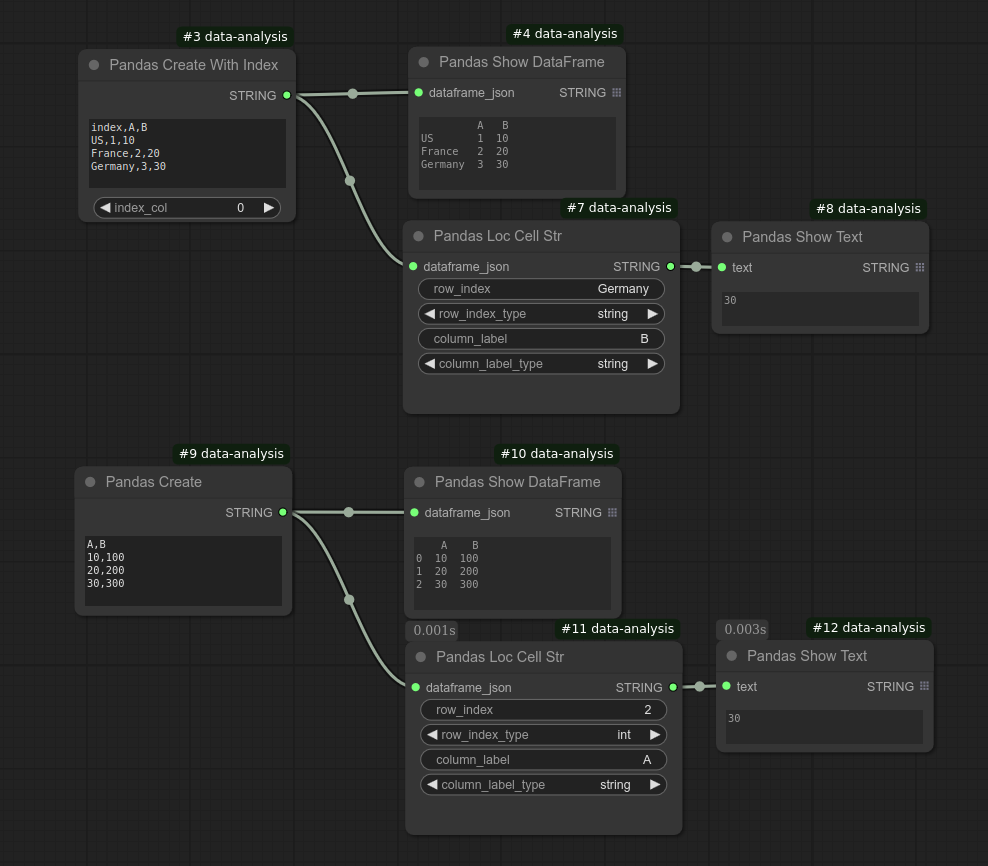 #3 data-analysis
Pandas Create With Index
STRING
index,A,B
US,1,10
France,2,20
Germany,3,30
index_col 0
#4 data-analysis
Pandas Show DataFrame
dataframe_json STRING
A B
US 1 10
France 2 20
Germany 3 30
#7 data-analysis
Pandas Loc Cell Str
dataframe_json STRING
row_index Germany
row_index_type string
column_label B
column_label_type string
#8 data-analysis
Pandas Show Text
text STRING
30
#9 data-analysis
Pandas Create
STRING
A,B
10,100
20,200
30,300
#10 data-analysis
Pandas Show DataFrame
dataframe_json STRING
A B
0 10 100
1 20 200
2 30 300
0.001s
#11 data-analysis
Pandas Loc Cell Str
dataframe_json STRING
row_index 2
row_index_type int
column_label A
column_label_type string
0.003s
#12 data-analysis
Pandas Show Text
text STRING
30